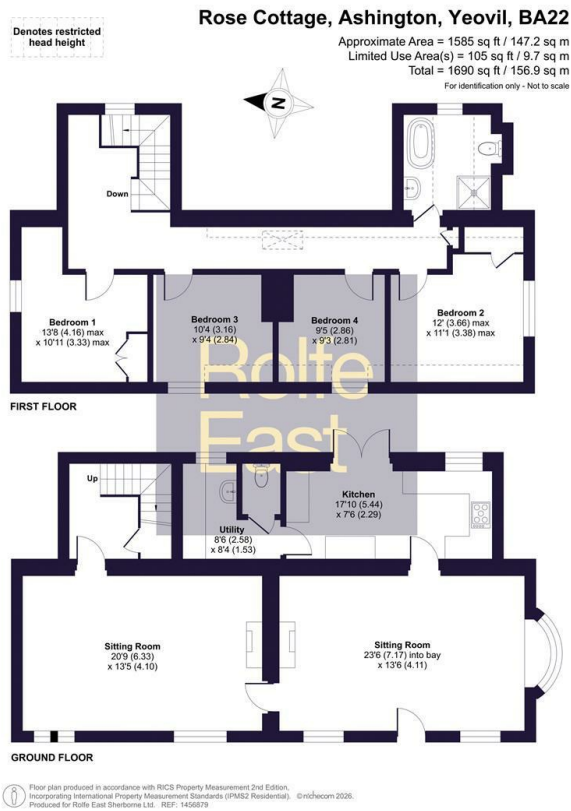 Rose Cottage, Ashington, Yeovil, BA22
Approximate Area = 1585 sq ft / 147.2 sq m
Limited Use Area(s) = 105 sq ft / 9.7 sq m
Total = 1690 sq ft / 156.9 sq m
For identification only - Not to scale
Denotes restricted
head height
N
Down
Bedroom 1
13'8 (4.16) max
x 10'11 (3.33) max
Bedroom 3
10'4 (3.16)
x 9'4 (2.84)
Bedroom 4
9'5 (2.86)
x 9'3 (2.81)
Bedroom 2
12' (3.66) max
x 11'1 (3.38) max
Rolfe
East
FIRST FLOOR
Up
Utility
8'6 (2.58)
x 8'4 (1.53)
Kitchen
17'10 (5.44)
x 7'6 (2.29)
Sitting Room
20'9 (6.33)
x 13'5 (4.10)
Sitting Room
23'6 (7.17) into bay
x 13'6 (4.11)
GROUND FLOOR
Floor plan produced in accordance with RICS Property Measurement 2nd Edition,
Incorporating International Property Measurement Standards (IPMS2 Residential). ©nichecom 2026.
Produced for Rolfe East Sherborne Ltd. REF: 1456879